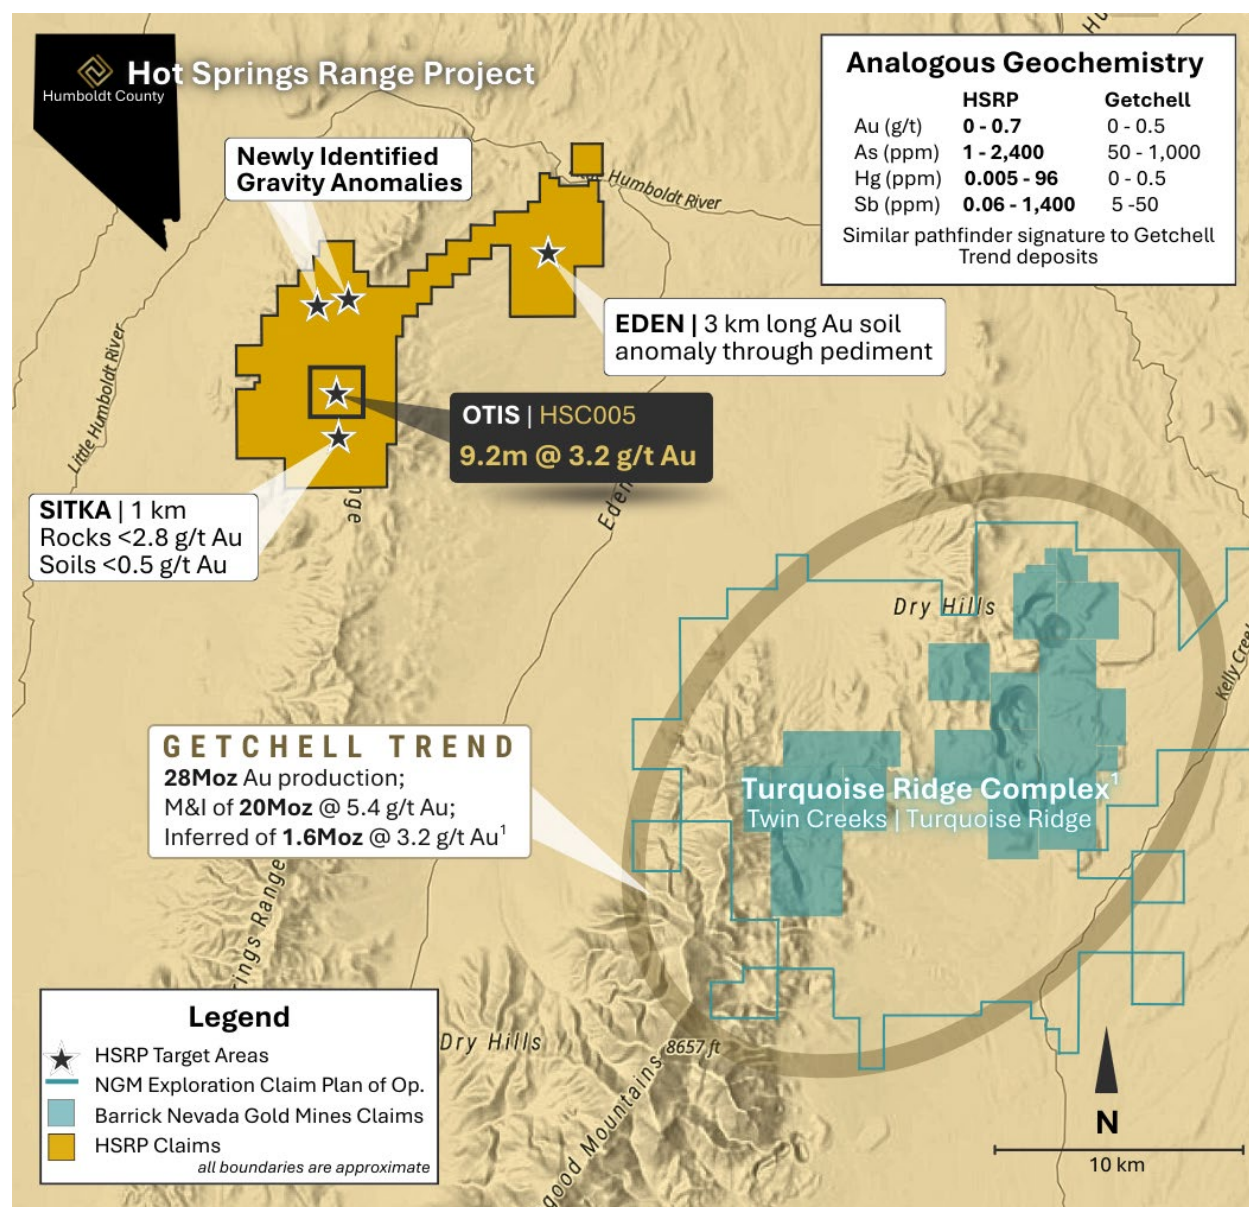 Hot Springs Range Project
Humboldt County
Analogous Geochemistry
HSRP Getchell
Au (g/t) 0 - 0.7 0 - 0.5
As (ppm) 1 - 2,400 50 - 1,000
Hg (ppm) 0.005 - 96 0 - 0.5
Sb (ppm) 0.06 - 1,400 5 -50
Similar pathfinder signature to Getchell
Trend deposits
Newly Identified
Gravity Anomalies
Humboldt River
EDEN | 3 km long Au soil
anomaly through pediment
Little Humboldt River
OTIS | HSC005
9.2m @ 3.2 g/t Au
SITKA | 1 km
Rocks <2.8 g/t Au
Soils <0.5 g/t Au
nge
Eden
Dry Hills
Kelly Cree
GETCHELL TREND
28Moz Au production;
M&I of 20Moz @ 5.4 g/t Au;
Inferred of 1.6Moz @ 3.2 g/t Au¹
Turquoise Ridge Complex¹
Twin Creeks | Turquoise Ridge
rings Range
Dry Hills
8657 ft
good Mountains
Legend
HSRP Target Areas
NGM Exploration Claim Plan of Op.
Barrick Nevada Gold Mines Claims
HSRP Claims
all boundaries are approximate
N
10 km